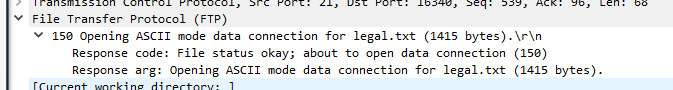 Transmission Control Protocol, Src Port: 21, Dst Port: 16340, Seq: 539, Ack: 96, Len: 68
File Transfer Protocol (FTP)
150 Opening ASCII mode data connection for legal.txt (1415 bytes).\r\n
Response code: File status okay; about to open data connection (150)
Response arg: Opening ASCII mode data connection for legal.txt (1415 bytes).
[Current working directory: ]